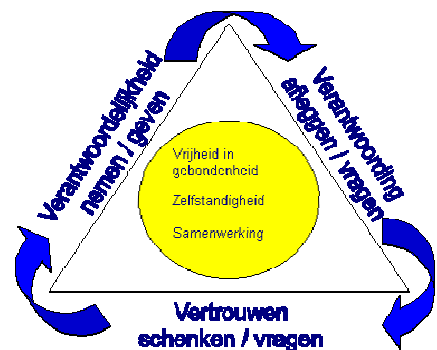 Verantwoordelijkheid
nemen / geven
Verantwoording
afleggen / vragen
Vrijheid in
gebondenheid
Zelfstandigheid
Samenwerking
Vertrouwen
schenken / vragen